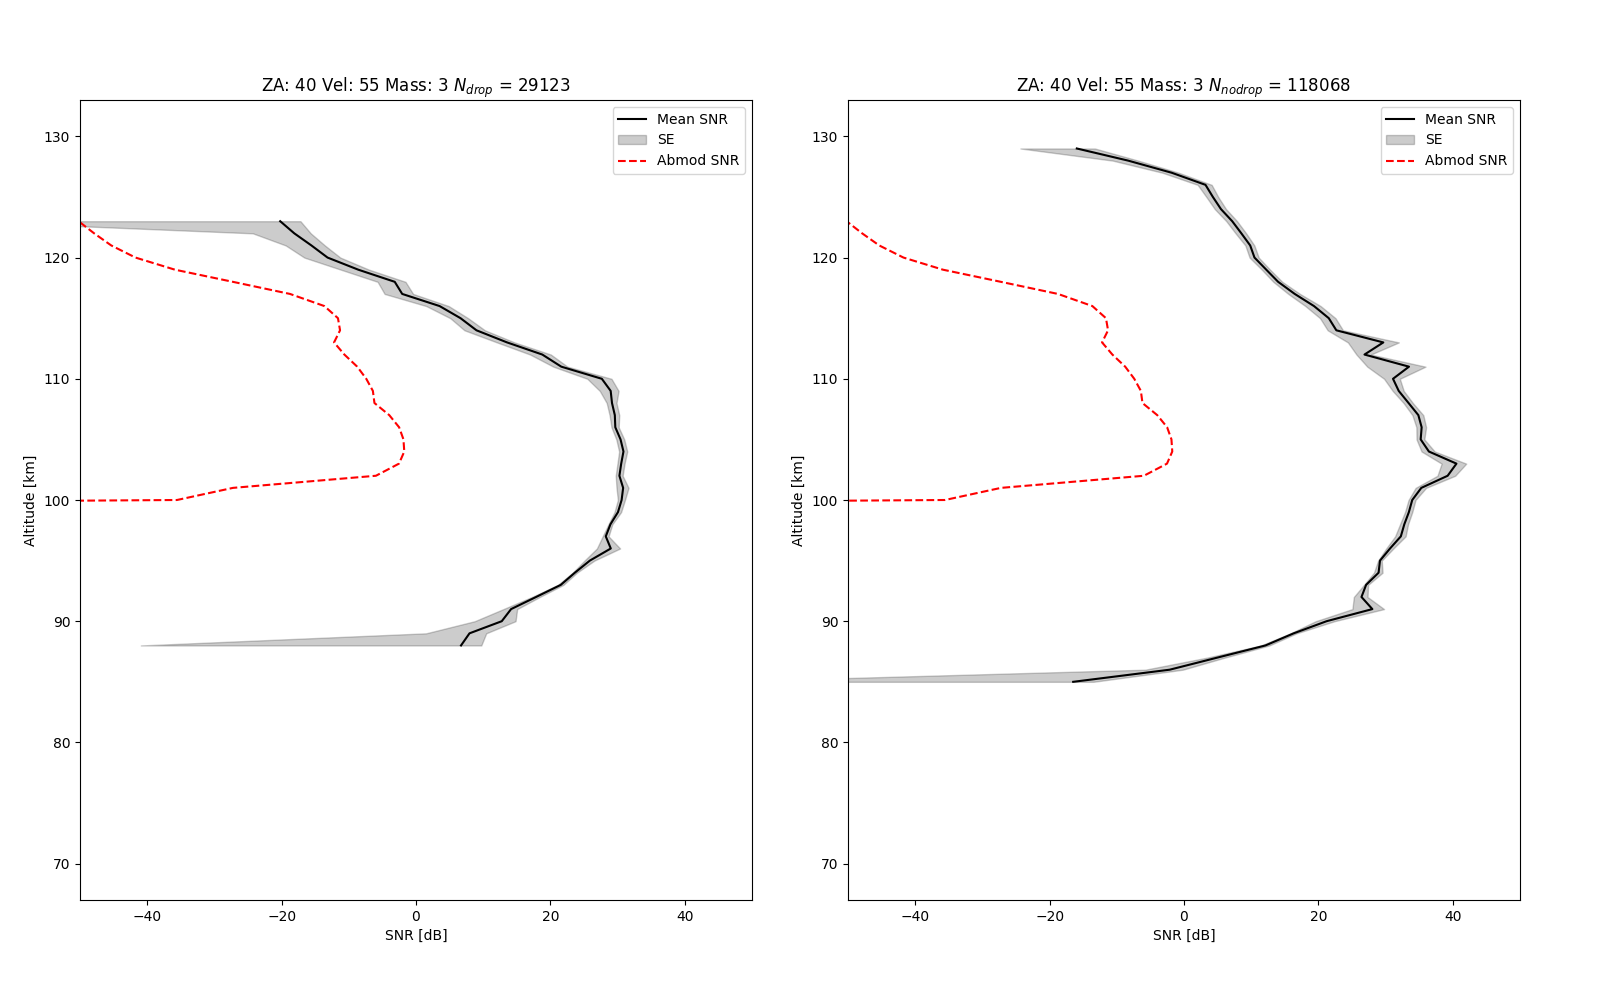 ZA: 40 Vel: 55 Mass: 3 N_drop = 29123
130
120
110
100
90
80
70
Altitude [km]
−40 −20 0 20 40
SNR [dB]
Mean SNR
SE
Abmod SNR
ZA: 40 Vel: 55 Mass: 3 N_nodrop = 118068
130
120
110
100
90
80
70
Altitude [km]
−40 −20 0 20 40
SNR [dB]
Mean SNR
SE
Abmod SNR